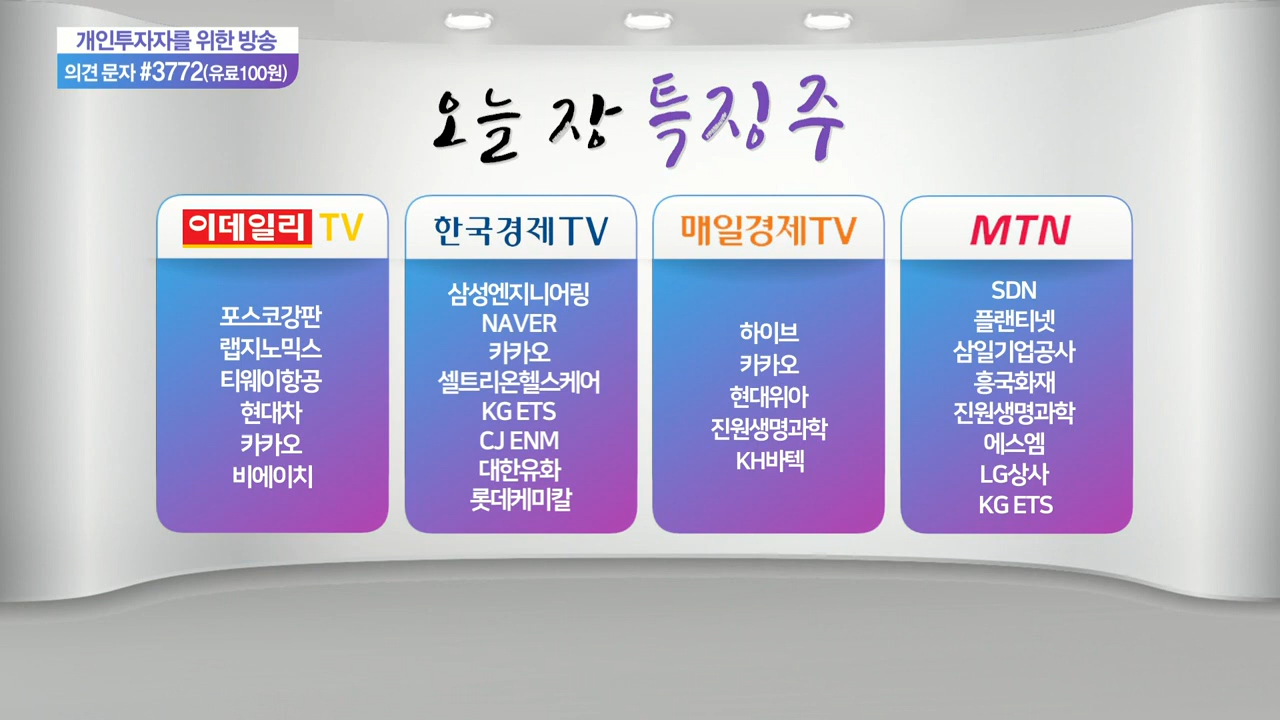 개인투자자를 위한 방송
의견 문자 #3772(유료100원)
오늘 장 특징주
이데일리 TV
포스코강판
랩지노믹스
티웨이항공
현대차
카카오
비에이치
한국경제TV
삼성엔지니어링
NAVER
카카오
셀트리온헬스케어
KG ETS
CJ ENM
대한유화
롯데케미칼
매일경제TV
하이브
카카오
현대위아
진원생명과학
KH바텍
MTN
SDN
플랜티넷
삼일기업공사
흥국화재
진원생명과학
에스엠
LG상사
KG ETS